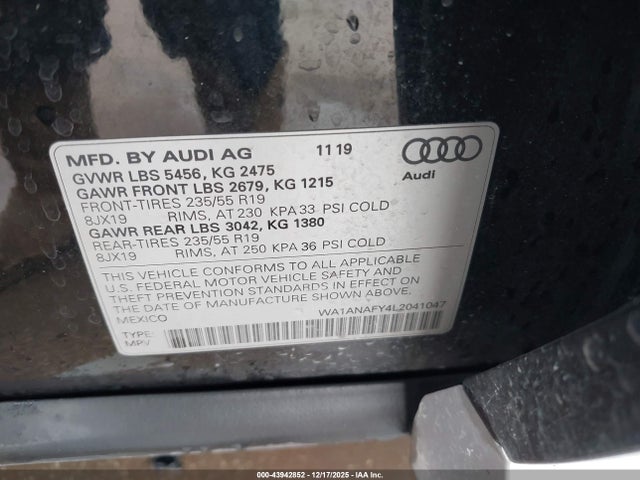 MFD. BY AUDI AG 11 19
GVWR LBS 5456, KG 2475
GAWR FRONT LBS 2679, KG 1215
FRONT-TIRES 235/55 R19
8JX19 RIMS, AT 230 KPA 33 PSI COLD
GAWR REAR LBS 3042, KG 1380
REAR-TIRES 235/55 R19
8JX19 RIMS, AT 250 KPA 36 PSI COLD
Audi
THIS VEHICLE CONFORMS TO ALL APPLICABLE
U.S. FEDERAL MOTOR VEHICLE SAFETY AND
THEFT PREVENTION STANDARDS IN EFFECT ON
THE DATE OF MANUFACTURE SHOWN ABOVE
MEXICO WA1ANAFY4L2041047
TYPE:
MPV
000-43942852 | 12/17/2025 - IAA Inc.